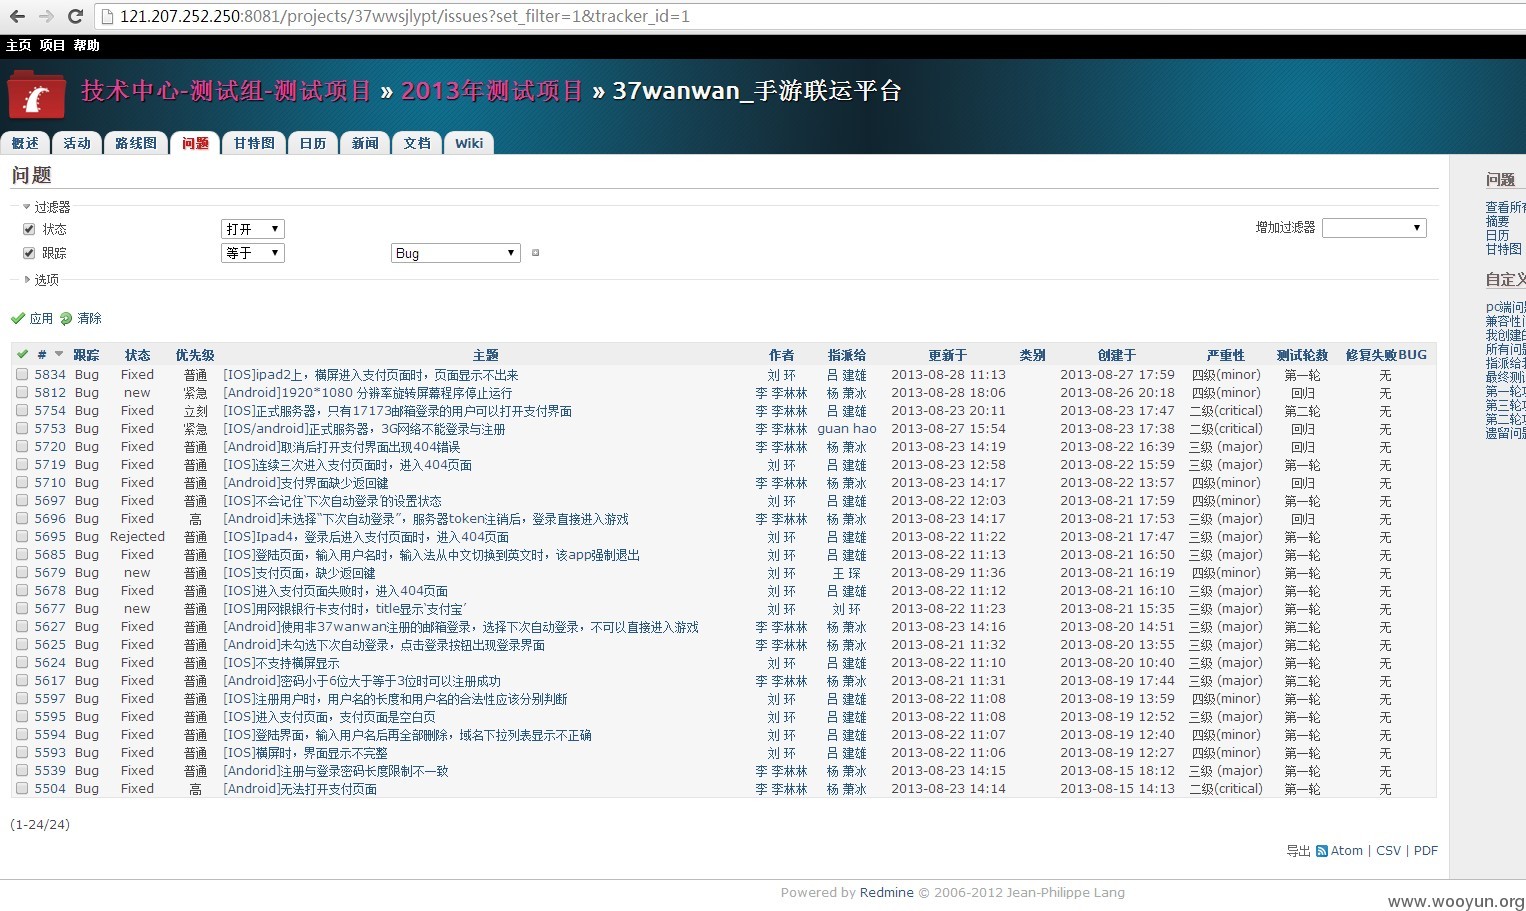 121.207.252.250:8081/projects/37wwsjlypt/issues?set_filter=1&tracker_id=1
主页 项目 帮助
技术中心-测试组-测试项目 » 2013年测试项目 » 37wanwan_手游联运平台
概述 活动 路线图 问题 甘特图 日历 新闻 文档 Wiki
问题
过滤器
状态 打开 增加过滤器
跟踪 等于 Bug
选项
应用 清除
# 跟踪 状态 优先级 主题 作者 指派给 更新于 类别 创建于 严重性 测试轮数 修复失败BUG
5834 Bug Fixed 普通 [IOS]ipad2上，横屏进入支付页面时，页面显示不出来 刘 环 吕 建雄 2013-08-28 11:13 2013-08-27 17:59 四级(minor) 第一轮 无
5812 Bug new 紧急 [Android]1920*1080 分辨率旋转屏幕程序停止运行 李 李林林 杨 萧冰 2013-08-28 18:06 2013-08-26 20:18 四级(minor) 回归 无
5754 Bug Fixed 立刻 [IOS]正式服务器，只有17173邮箱登录的用户可以打开支付界面 李 李林林 吕 建雄 2013-08-23 20:11 2013-08-23 17:47 二级(critical) 第二轮 无
5753 Bug Fixed 紧急 [IOS/android]正式服务器，3G网络不能登录与注册 李 李林林 guan hao 2013-08-27 15:54 2013-08-23 17:38 二级(critical) 回归 无
5720 Bug Fixed 普通 [Android]取消后打开支付界面出现404错误 李 李林林 杨 萧冰 2013-08-23 14:19 2013-08-22 16:39 三级 (major) 回归 无
5719 Bug Fixed 普通 [IOS]连续三次进入支付页面时，进入404页面 刘 环 吕 建雄 2013-08-23 12:58 2013-08-22 15:59 三级 (major) 第一轮 无
5710 Bug Fixed 普通 [Android]支付界面缺少返回键 李 李林林 杨 萧冰 2013-08-23 14:17 2013-08-22 13:57 四级(minor) 回归 无
5697 Bug Fixed 普通 [IOS]不会记住‘下次自动登录’的设置状态 刘 环 吕 建雄 2013-08-22 12:03 2013-08-21 17:59 四级(minor) 第一轮 无
5696 Bug Fixed 高 [Android]未选择“下次自动登录”，服务器token注销后，登录直接进入游戏 李 李林林 杨 萧冰 2013-08-23 14:17 2013-08-21 17:53 三级 (major) 回归 无
5695 Bug Rejected 普通 [IOS]Ipad4，登录后进入支付页面时，进入404页面 刘 环 吕 建雄 2013-08-22 11:22 2013-08-21 17:47 三级 (major) 第一轮 无
5685 Bug Fixed 普通 [IOS]登陆页面，输入用户名时，输入法从中文切换到英文时，该app强制退出 刘 环 吕 建雄 2013-08-22 11:13 2013-08-21 16:50 三级 (major) 第一轮 无
5679 Bug new 普通 [IOS]支付页面，缺少返回键 刘 环 王 琛 2013-08-29 11:36 2013-08-21 16:19 四级(minor) 第一轮 无
5678 Bug Fixed 普通 [IOS]进入支付页面失败时，进入404页面 刘 环 吕 建雄 2013-08-22 11:12 2013-08-21 16:10 三级 (major) 第一轮 无
5677 Bug new 普通 [IOS]用网银银行卡支付时，title显示‘支付宝’ 刘 环 刘 环 2013-08-22 11:23 2013-08-21 15:35 三级 (major) 第一轮 无
5627 Bug Fixed 普通 [Android]使用非37wanwan注册的邮箱登录，选择下次自动登录，不可以直接进入游戏 李 李林林 杨 萧冰 2013-08-23 14:16 2013-08-20 14:51 三级 (major) 第二轮 无
5625 Bug Fixed 普通 [Android]未勾选下次自动登录，点击登录按钮出现登录界面 李 李林林 杨 萧冰 2013-08-21 11:32 2013-08-20 13:55 三级 (major) 第二轮 无
5624 Bug Fixed 普通 [IOS]不支持横屏显示 刘 环 吕 建雄 2013-08-22 11:10 2013-08-20 10:40 三级 (major) 第一轮 无
5617 Bug Fixed 普通 [Android]密码小于6位大于等于3位时可以注册成功 李 李林林 杨 萧冰 2013-08-21 11:31 2013-08-19 17:44 三级 (major) 第二轮 无
5597 Bug Fixed 普通 [IOS]注册用户时，用户名的长度和用户名的合法性应该分别判断 刘 环 吕 建雄 2013-08-22 11:08 2013-08-19 13:59 四级(minor) 第一轮 无
5595 Bug Fixed 普通 [IOS]进入支付页面，支付页面是空白页 刘 环 吕 建雄 2013-08-22 11:08 2013-08-19 12:52 三级 (major) 第一轮 无
5594 Bug Fixed 普通 [IOS]登陆界面，输入用户名后再全部删除，域名下拉列表显示不正确 刘 环 吕 建雄 2013-08-22 11:07 2013-08-19 12:40 四级(minor) 第一轮 无
5593 Bug Fixed 普通 [IOS]横屏时，界面显示不完整 刘 环 吕 建雄 2013-08-22 11:06 2013-08-19 12:27 四级(minor) 第一轮 无
5539 Bug Fixed 普通 [Andorid]注册与登录密码长度限制不一致 李 李林林 杨 萧冰 2013-08-23 14:15 2013-08-15 18:12 三级 (major) 第一轮 无
5504 Bug Fixed 高 [Android]无法打开支付页面 李 李林林 杨 萧冰 2013-08-23 14:14 2013-08-15 14:13 二级(critical) 第一轮 无
(1-24/24)
导出 Atom | CSV | PDF
问题
查看所有
摘要
日历
甘特图
自定义
pc端问
兼容性
我创建的
所有问
指派给
最终测
第一轮
第三轮
第二轮
遗留问
Powered by Redmine © 2006-2012 Jean-Philippe Lang
www.wooyun.org